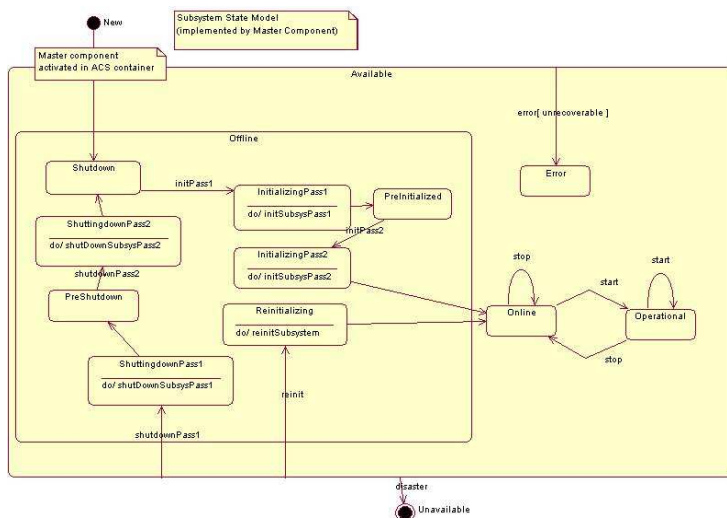 New
Subsystem State Model
(implemented by Master Component)
Master component
activated in ACS container
Available
error[ unrecoverable ]
Offline
Shutdown
initPass1
InitializingPass1
do/ initSubsysPass1
PreInitialized
Error
ShuttingdownPass2
do/ shutDownSubsysPass2
initPass2
InitializingPass2
do/ initSubsysPass2
shutdownPass2
PreShutdown
Reinitializing
do/ reinitSubsystem
stop
start
start
Online
Operational
stop
ShuttingdownPass1
do/ shutDownSubsysPass1
reinit
shutdownPass1
disaster
Unavailable